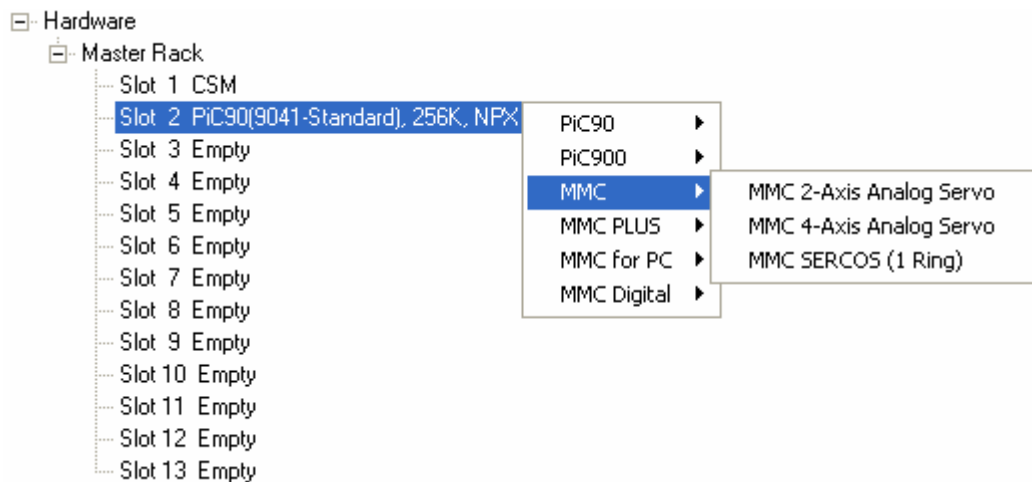 Hardware
Master Rack
Slot 1 CSM
Slot 2 PiC90(9041-Standard), 256K, NPX
Slot 3 Empty
Slot 4 Empty
Slot 5 Empty
Slot 6 Empty
Slot 7 Empty
Slot 8 Empty
Slot 9 Empty
Slot 10 Empty
Slot 11 Empty
Slot 12 Empty
Slot 13 Empty
PiC90
PiC900
MMC
MMC PLUS
MMC for PC
MMC Digital
MMC 2-Axis Analog Servo
MMC 4-Axis Analog Servo
MMC SERCOS (1 Ring)